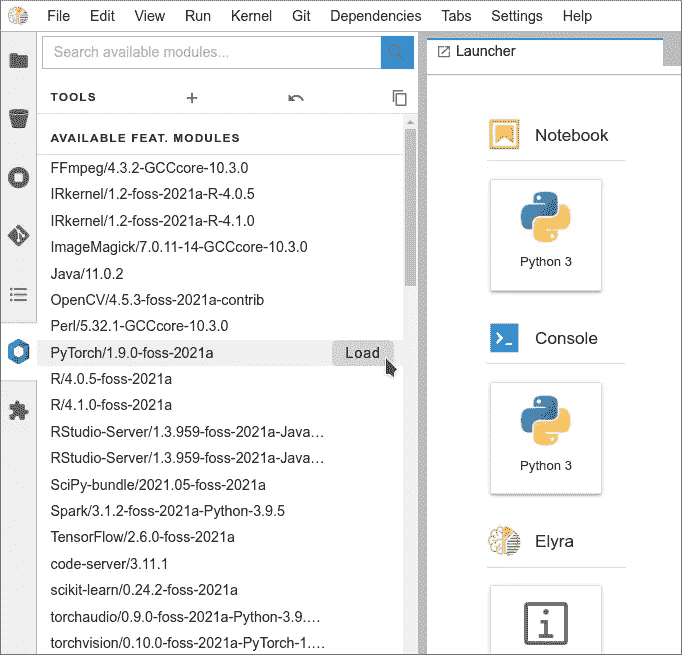 File Edit View Run Kernel Git Dependencies Tabs Settings Help
Search available modules...
TOOLS
AVAILABLE FEAT. MODULES
FFmpeg/4.3.2-GCCcore-10.3.0
IRkernel/1.2-foss-2021a-R-4.0.5
IRkernel/1.2-foss-2021a-R-4.1.0
ImageMagick/7.0.11-14-GCCcore-10.3.0
Java/11.0.2
OpenCV/4.5.3-foss-2021a-contrib
Perl/5.32.1-GCCcore-10.3.0
PyTorch/1.9.0-foss-2021a Load
R/4.0.5-foss-2021a
R/4.1.0-foss-2021a
RStudio-Server/1.3.959-foss-2021a-Java…
RStudio-Server/1.3.959-foss-2021a-Java…
SciPy-bundle/2021.05-foss-2021a
Spark/3.1.2-foss-2021a-Python-3.9.5
TensorFlow/2.6.0-foss-2021a
code-server/3.11.1
scikit-learn/0.24.2-foss-2021a
torchaudio/0.9.0-foss-2021a-Python-3.9.…
torchvision/0.10.0-foss-2021a-PyTorch-1.…
Launcher
Notebook
Python 3
Console
Python 3
Elyra